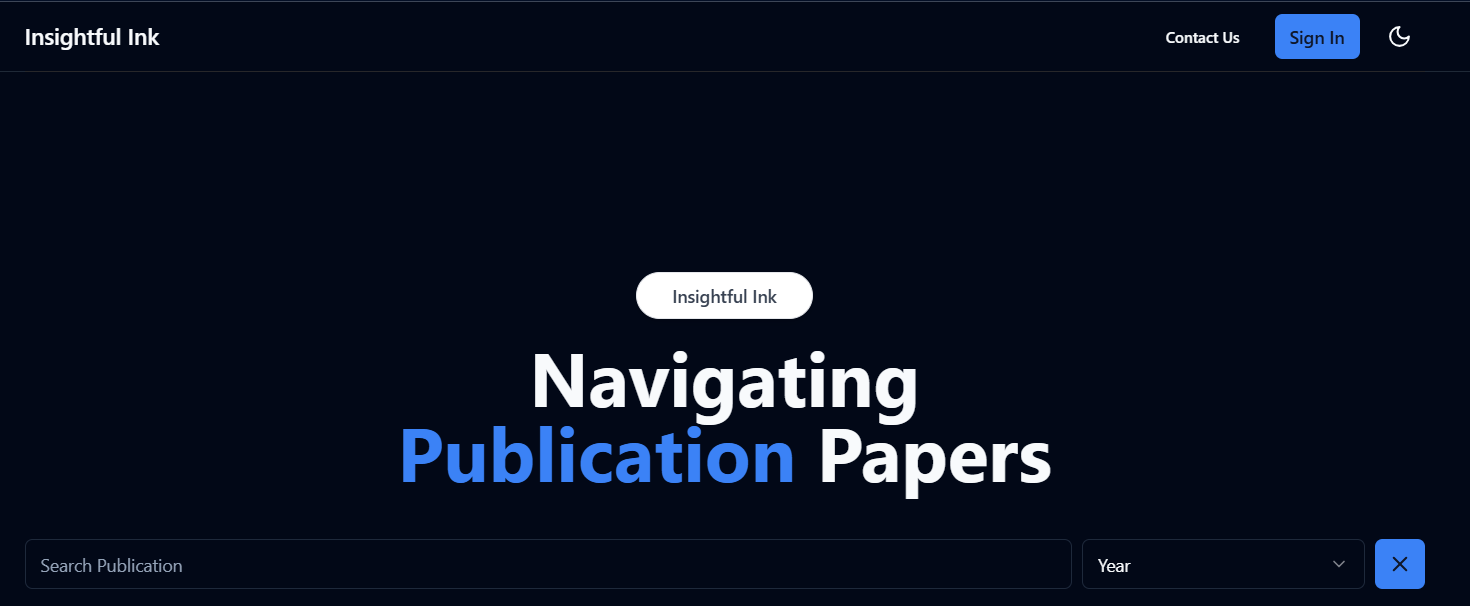 Insightful Ink
Contact Us
Sign In
Insightful Ink
Navigating
Publication Papers
Search Publication
Year